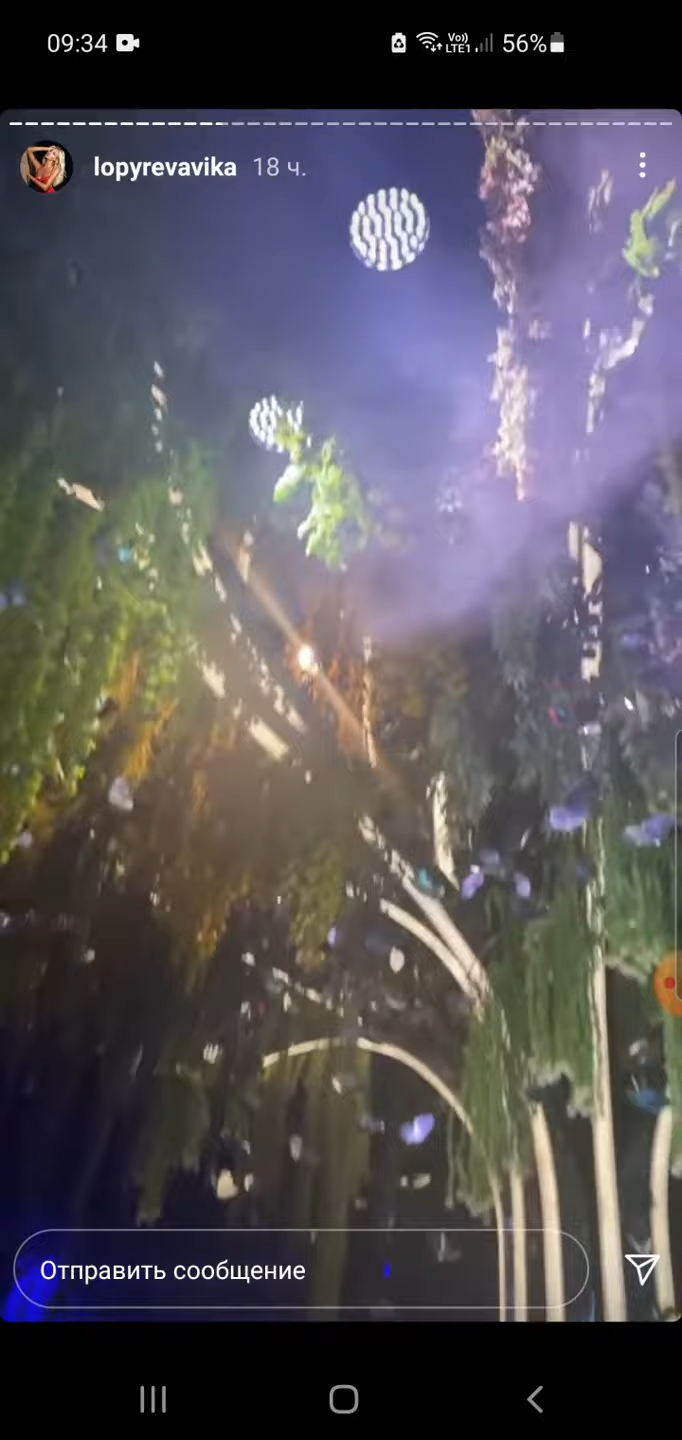 09:34
Vo))
LTE1
56%
lopyrevavika 18 ч.
Отправить сообщение